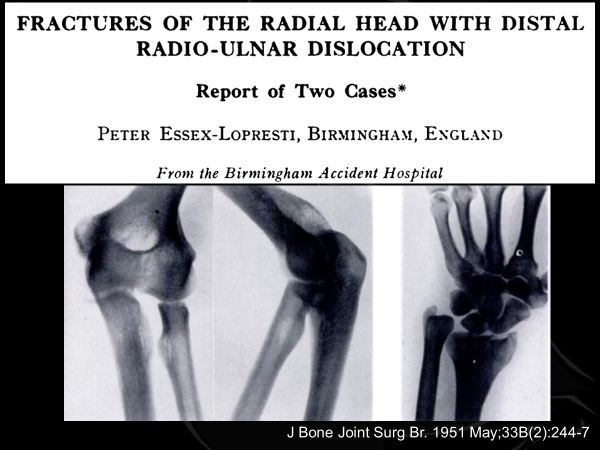 FRACTURES OF THE RADIAL HEAD WITH DISTAL
RADIO-ULNAR DISLOCATION
Report of Two Cases*
PETER ESSEX-LOPRESTI, BIRMINGHAM, ENGLAND
From the Birmingham Accident Hospital
J Bone Joint Surg Br. 1951 May;33B(2):244-7